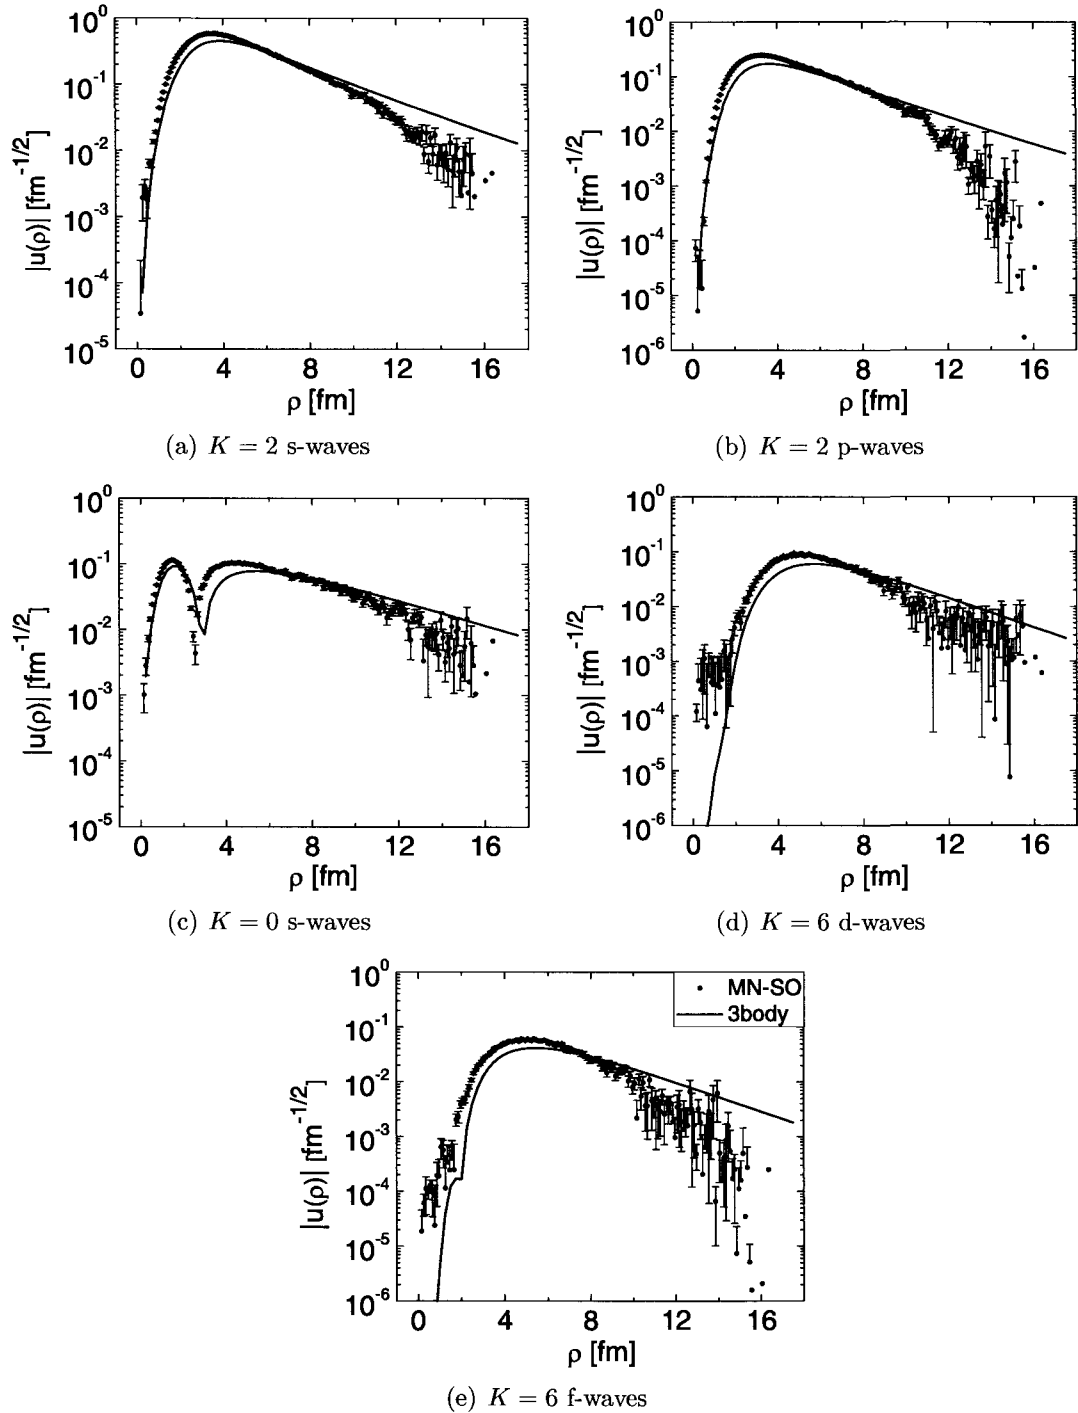 |u(ρ)| [fm^-1/2]
10^0
10^-1
10^-2
10^-3
10^-4
10^-5
0 4 8 12 16
ρ [fm]
(a) K = 2 s-waves
|u(ρ)| [fm^-1/2]
10^0
10^-1
10^-2
10^-3
10^-4
10^-5
10^-6
0 4 8 12 16
ρ [fm]
(b) K = 2 p-waves
|u(ρ)| [fm^-1/2]
10^0
10^-1
10^-2
10^-3
10^-4
10^-5
0 4 8 12 16
ρ [fm]
(c) K = 0 s-waves
|u(ρ)| [fm^-1/2]
10^0
10^-1
10^-2
10^-3
10^-4
10^-5
10^-6
0 4 8 12 16
ρ [fm]
(d) K = 6 d-waves
|u(ρ)| [fm^-1/2]
10^0
10^-1
10^-2
10^-3
10^-4
10^-5
10^-6
MN-SO
3body
0 4 8 12 16
ρ [fm]
(e) K = 6 f-waves